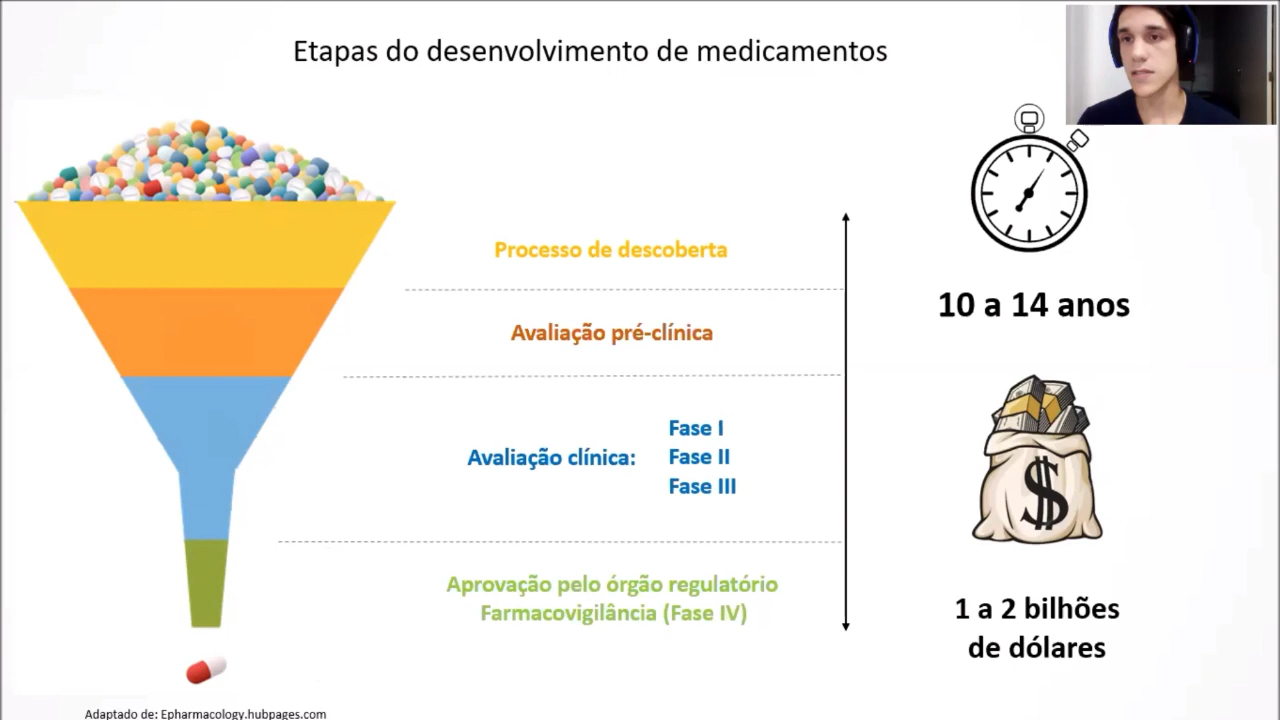 Etapas do desenvolvimento de medicamentos
Processo de descoberta
Avaliação pré-clínica
Avaliação clínica:
Fase I
Fase II
Fase III
Aprovação pelo órgão regulatório
Farmacovigilância (Fase IV)
10 a 14 anos
$
1 a 2 bilhões
de dólares
Adaptado de: Epharmacology.hubpages.com